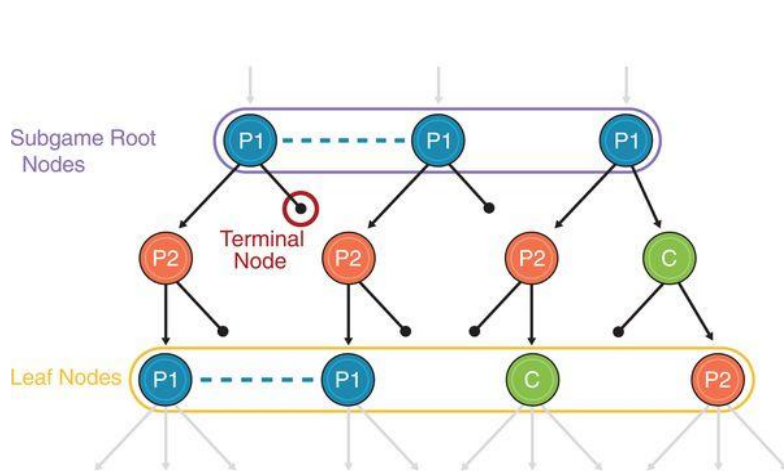 P1
P1
P1
Subgame Root
Nodes
Terminal
Node
P2
P2
P2
C
Leaf Nodes
P1
P1
C
P2